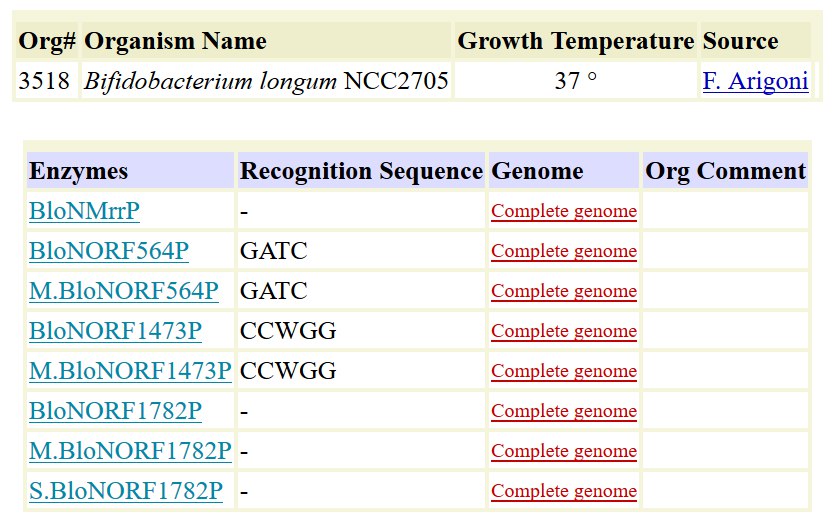 Org# Organism Name Growth Temperature Source
3518 Bifidobacterium longum NCC2705 37 ° F. Arigoni
Enzymes Recognition Sequence Genome Org Comment
BloNMrrP - Complete genome
BloNORF564P GATC Complete genome
M.BloNORF564P GATC Complete genome
BloNORF1473P CCWGG Complete genome
M.BloNORF1473P CCWGG Complete genome
BloNORF1782P - Complete genome
M.BloNORF1782P - Complete genome
S.BloNORF1782P - Complete genome